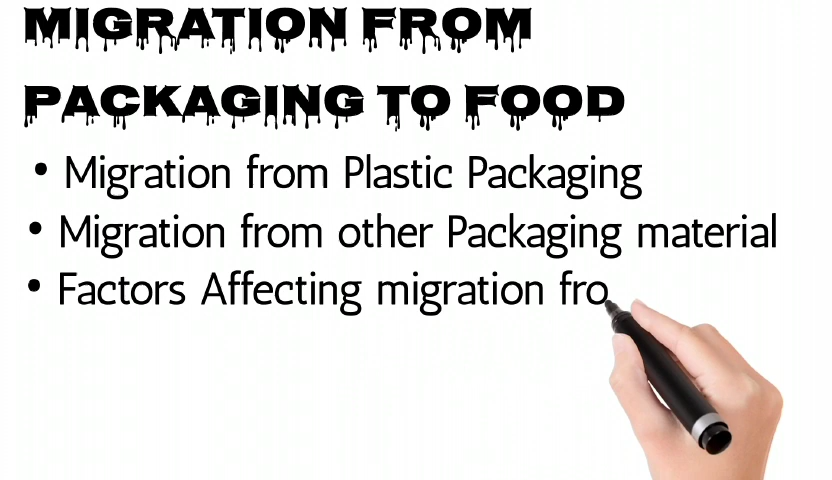 MIGRATION FROM
PACKAGING TO FOOD
• Migration from Plastic Packaging
• Migration from other Packaging material
• Factors Affecting migration fro